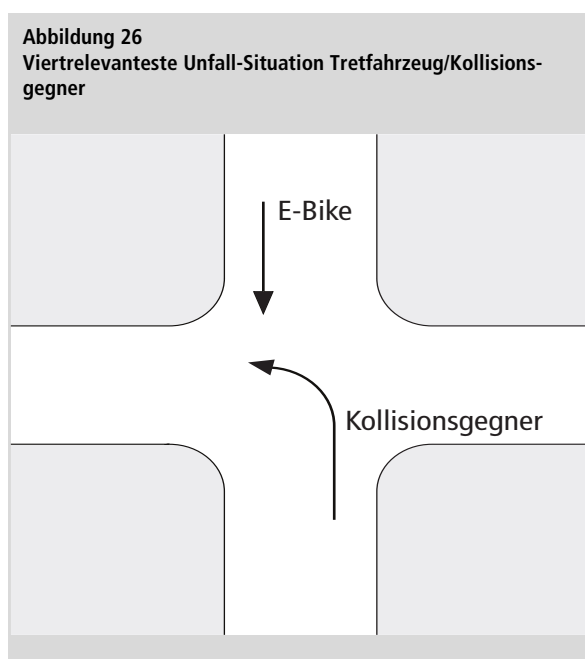 Abbildung 26
Viertrelevanteste Unfall-Situation Tretfahrzeug/Kollisions-
gegner
E-Bike
Kollisionsgegner